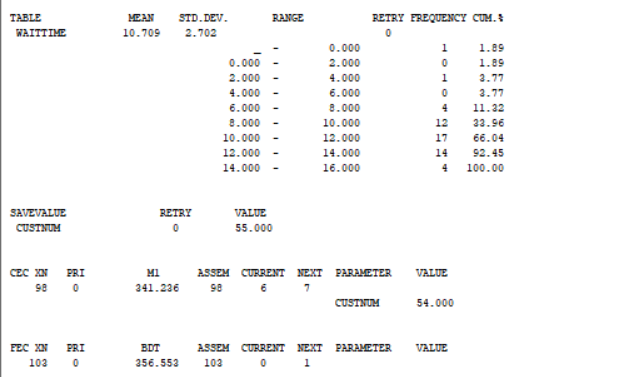 TABLE MEAN STD.DEV. RANGE RETRY FREQUENCY CUM.%
WAITTIME 10.709 2.702 0
_ - 0.000 1 1.89
0.000 - 2.000 0 1.89
2.000 - 4.000 1 3.77
4.000 - 6.000 0 3.77
6.000 - 8.000 4 11.32
8.000 - 10.000 12 33.96
10.000 - 12.000 17 66.04
12.000 - 14.000 14 92.45
14.000 - 16.000 4 100.00
SAVEVALUE RETRY VALUE
CUSTNUM 0 55.000
CEC XN PRI M1 ASSEM CURRENT NEXT PARAMETER VALUE
98 0 341.236 98 6 7
CUSTNUM 54.000
FEC XN PRI BDT ASSEM CURRENT NEXT PARAMETER VALUE
103 0 356.553 103 0 1